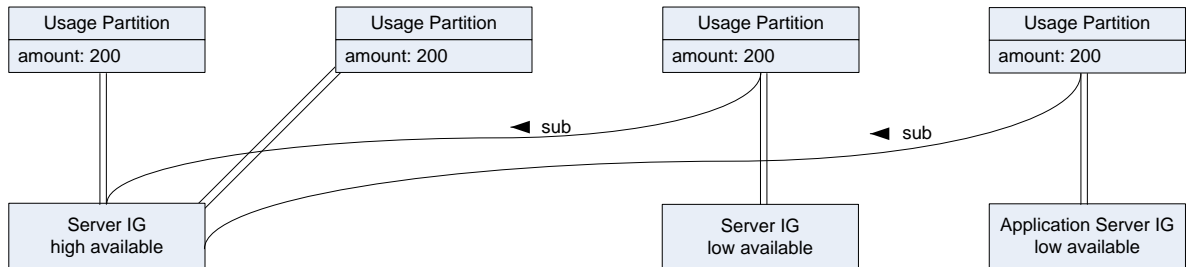 Usage Partition
Usage Partition
Usage Partition
Usage Partition
amount: 200
amount: 200
amount: 200
amount: 200
sub
sub
Server IG
high available
Server IG
low available
Application Server IG
low available